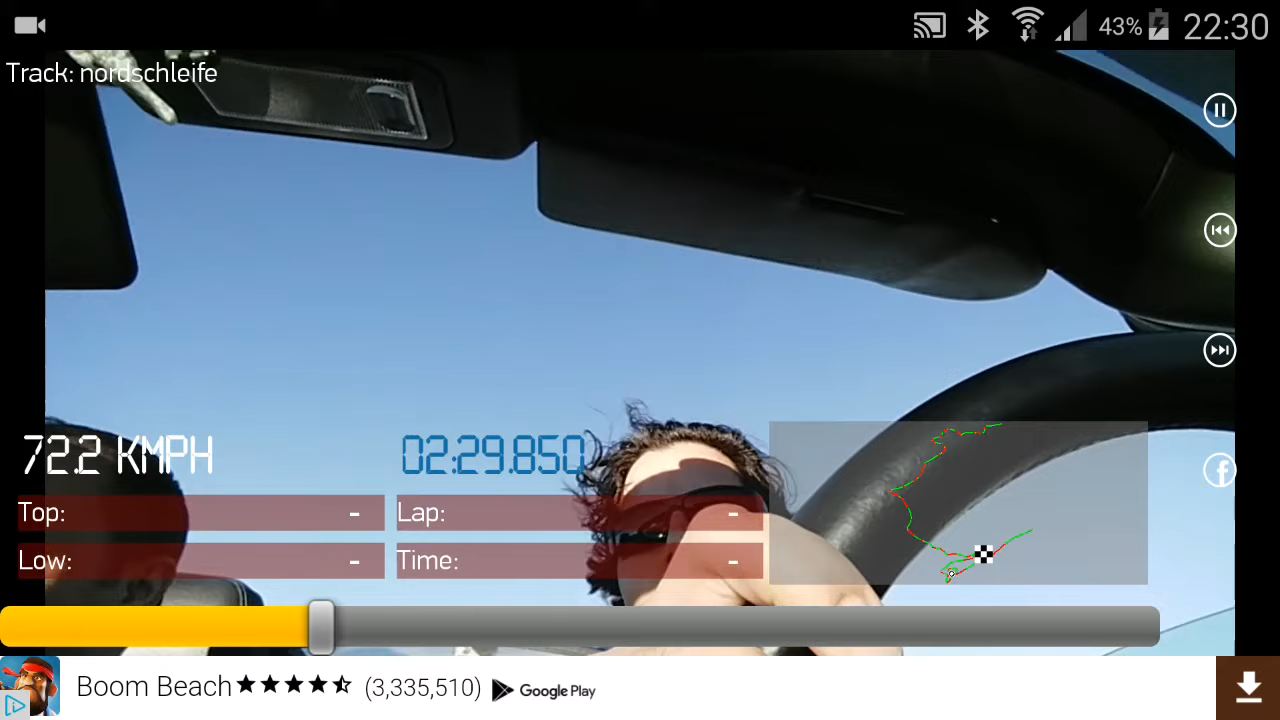 43% 22:30
Track: nordschleife
72.2 KMPH 02:29.850
Top: - Lap: -
Low: - Time: -
Boom Beach (3,335,510) Google Play